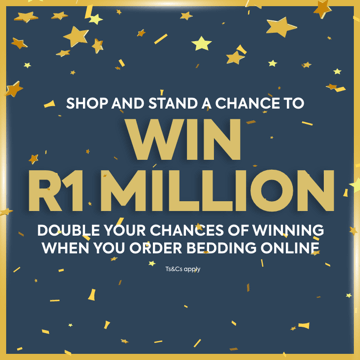 SHOP AND STAND A CHANCE TO
WIN
R1 MILLION
DOUBLE YOUR CHANCES OF WINNING
WHEN YOU ORDER BEDDING ONLINE
Ts&Cs apply